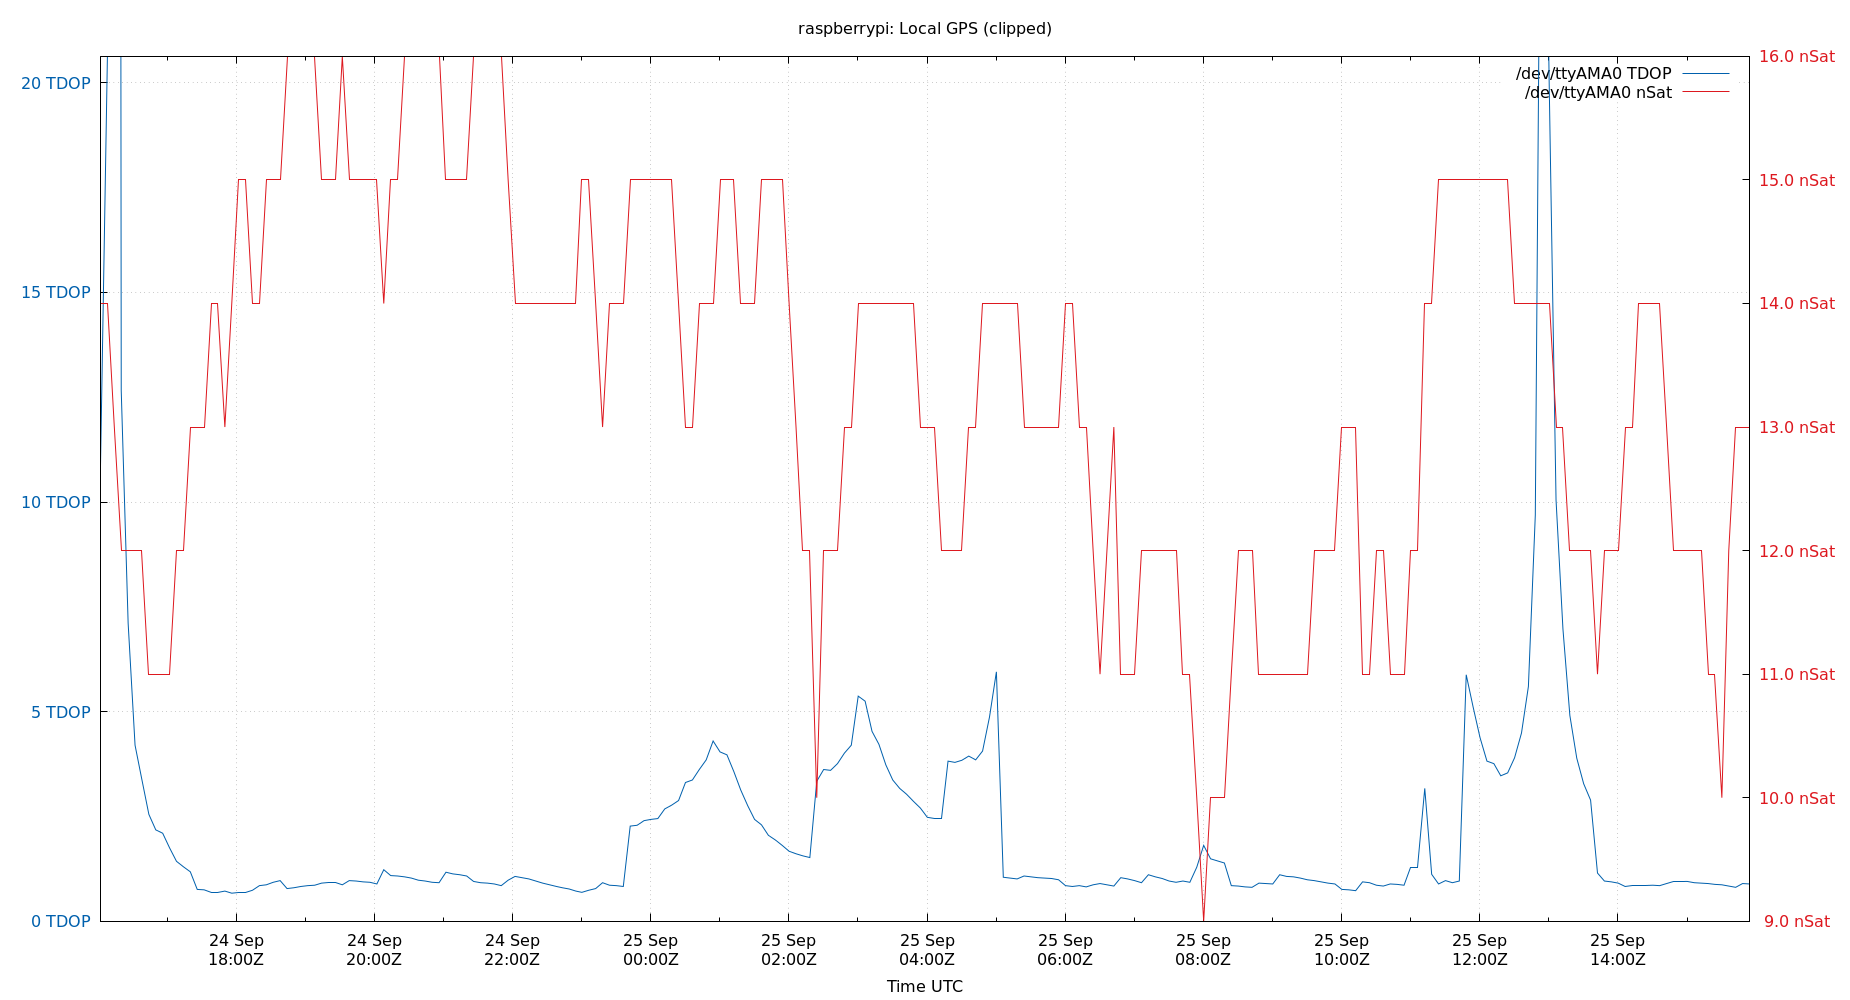 raspberrypi: Local GPS (clipped)
/dev/ttyAMA0 TDOP
/dev/ttyAMA0 nSat
20 TDOP
15 TDOP
10 TDOP
5 TDOP
0 TDOP
16.0 nSat
15.0 nSat
14.0 nSat
13.0 nSat
12.0 nSat
11.0 nSat
10.0 nSat
9.0 nSat
24 Sep
18:00Z
24 Sep
20:00Z
24 Sep
22:00Z
25 Sep
00:00Z
25 Sep
02:00Z
25 Sep
04:00Z
25 Sep
06:00Z
25 Sep
08:00Z
25 Sep
10:00Z
25 Sep
12:00Z
25 Sep
14:00Z
Time UTC